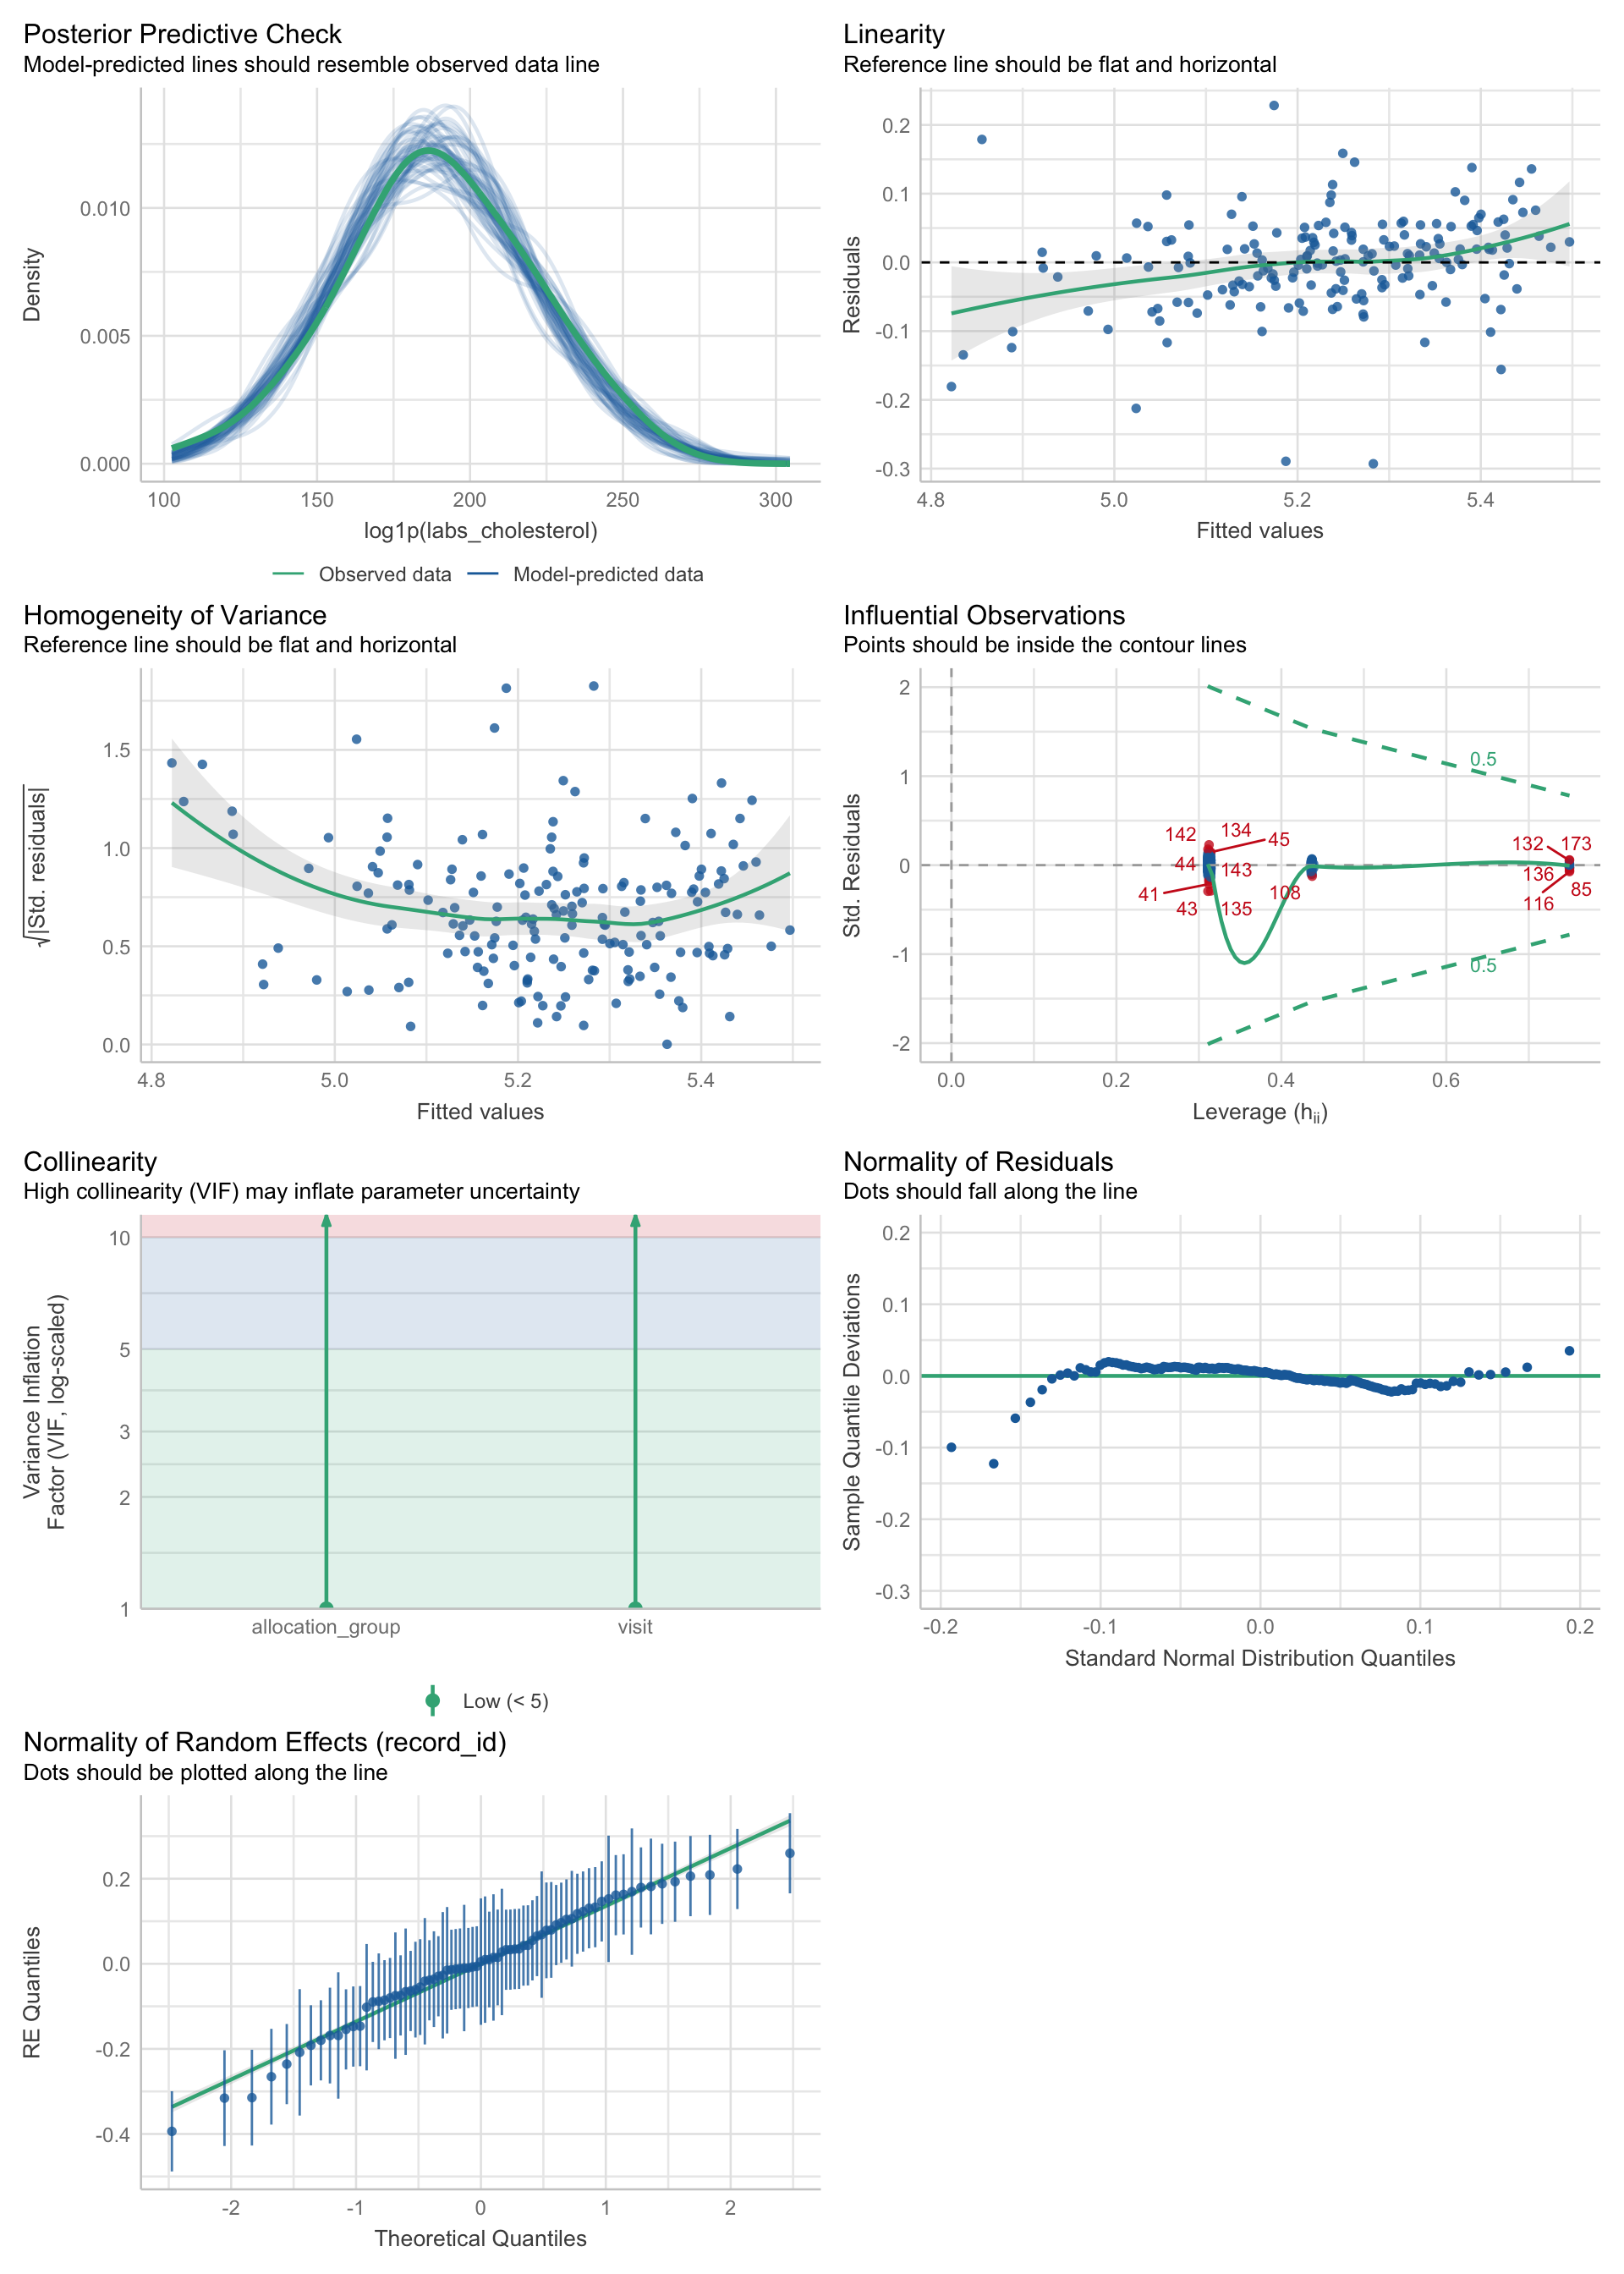 Posterior Predictive Check
Model-predicted lines should resemble observed data line
Density
0.010
0.005
0.000
100 150 200 250 300
log1p(labs_cholesterol)
Observed data Model-predicted data
Linearity
Reference line should be flat and horizontal
Residuals
0.2
0.1
0.0
-0.1
-0.2
-0.3
4.8 5.0 5.2 5.4
Fitted values
Homogeneity of Variance
Reference line should be flat and horizontal
√|Std. residuals|
1.5
1.0
0.5
0.0
4.8 5.0 5.2 5.4
Fitted values
Influential Observations
Points should be inside the contour lines
Std. Residuals
2
1
0
-1
-2
0.5
142 134 45
44 143
41 108
43 135
132 173
136
116 85
0.5
0.0 0.2 0.4 0.6
Leverage (hii)
Collinearity
High collinearity (VIF) may inflate parameter uncertainty
Variance Inflation
Factor (VIF, log-scaled)
10
5
3
2
1
allocation_group visit
Low (< 5)
Normality of Residuals
Dots should fall along the line
Sample Quantile Deviations
0.2
0.1
0.0
-0.1
-0.2
-0.3
-0.2 -0.1 0.0 0.1 0.2
Standard Normal Distribution Quantiles
Normality of Random Effects (record_id)
Dots should be plotted along the line
RE Quantiles
0.2
0.0
-0.2
-0.4
-2 -1 0 1 2
Theoretical Quantiles